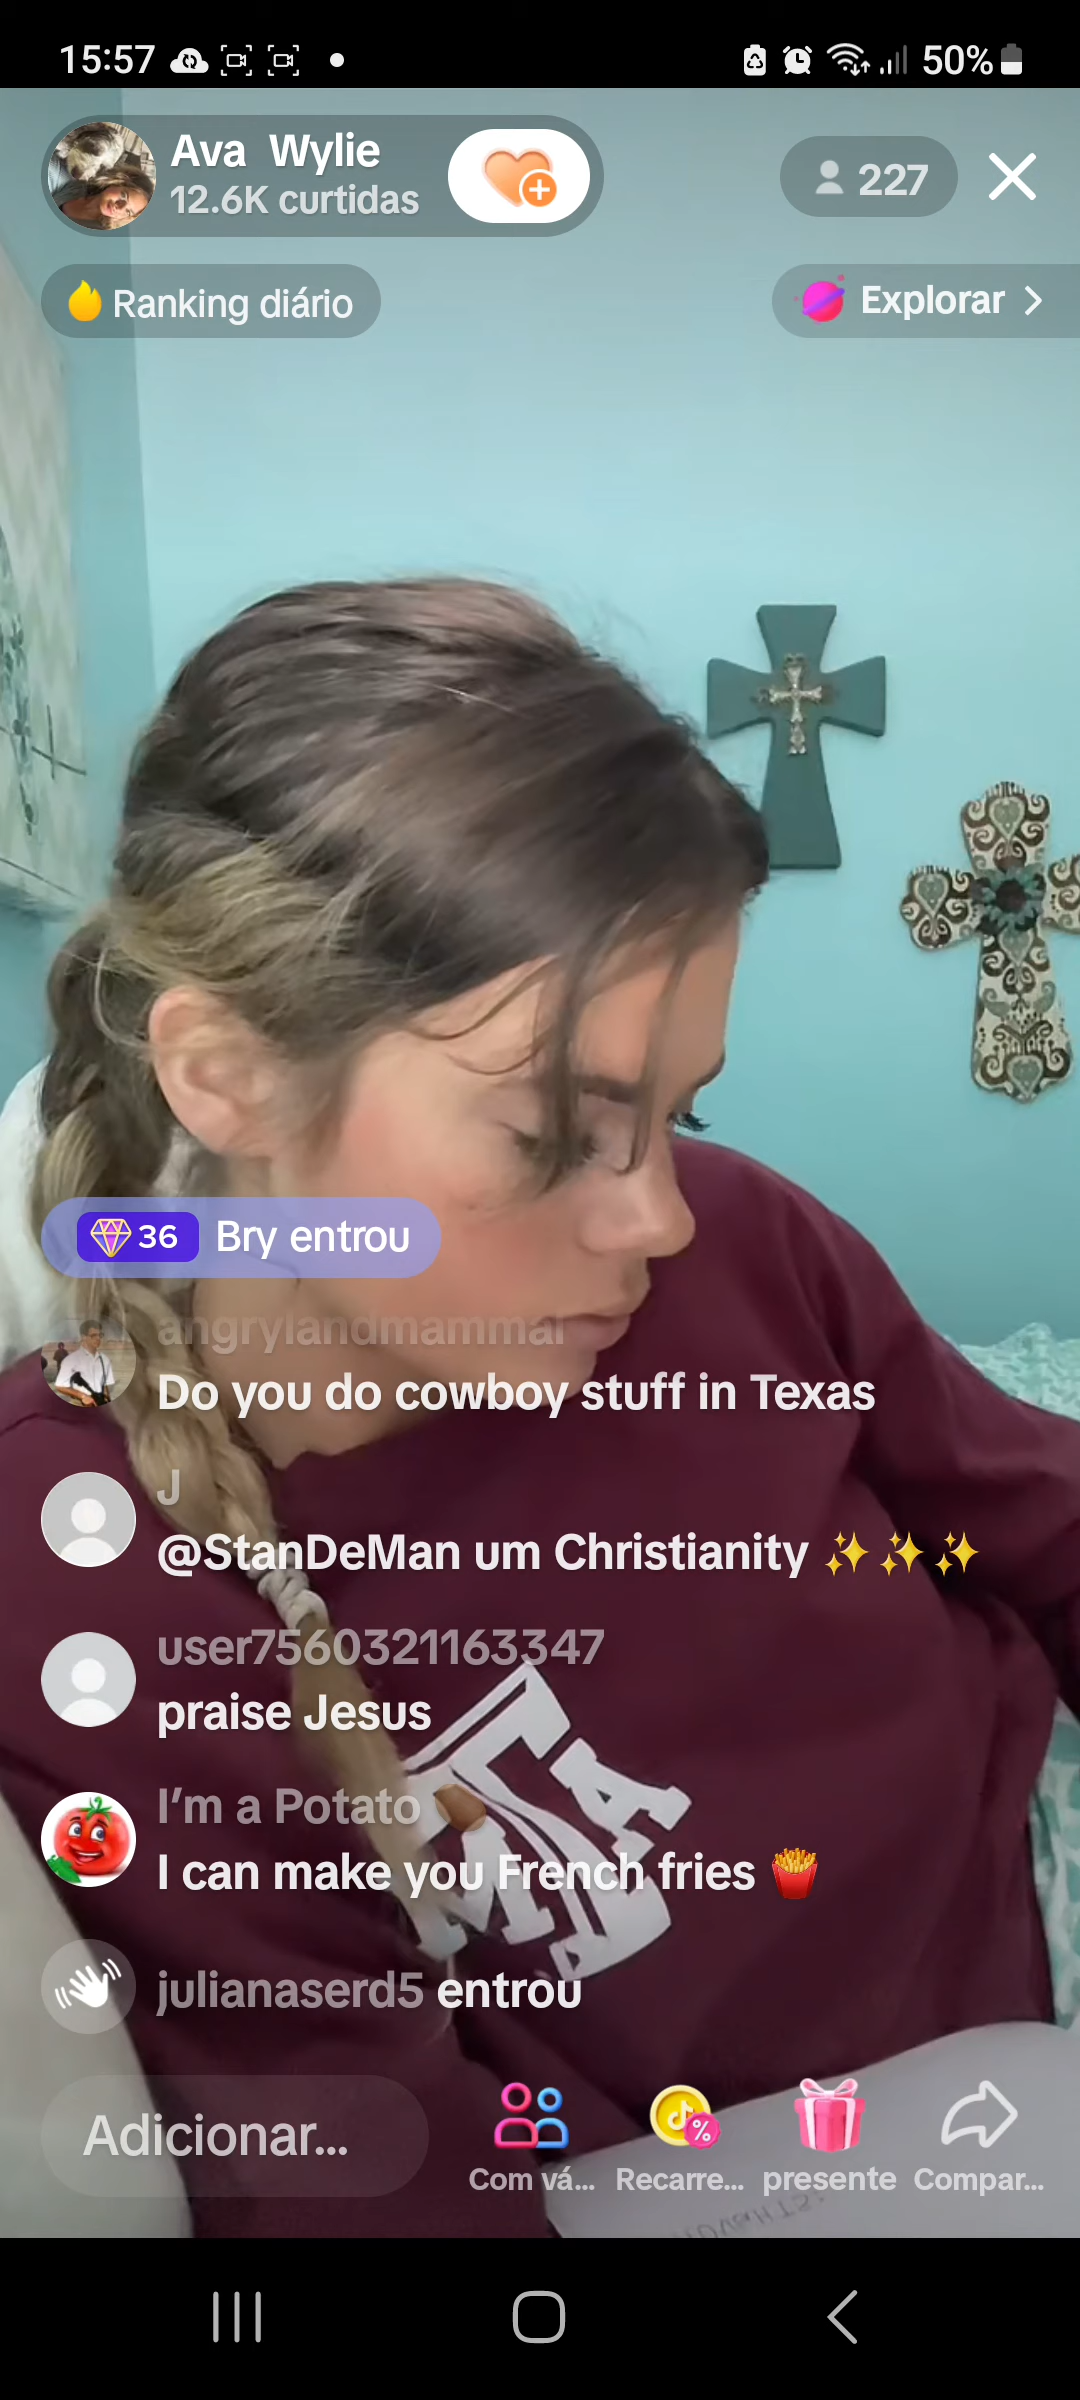 15:57
50%
Ava Wylie
12.6K curtidas
227
Ranking diário
Explorar
36 Bry entrou
angrylandmammal
Do you do cowboy stuff in Texas
J
@StanDeMan um Christianity ✨✨✨
user7560321163347
praise Jesus
I'm a Potato 🥔
I can make you French fries 🍟
julianaserd5 entrou
Adicionar...
Com vá... Recarre... presente Compar...